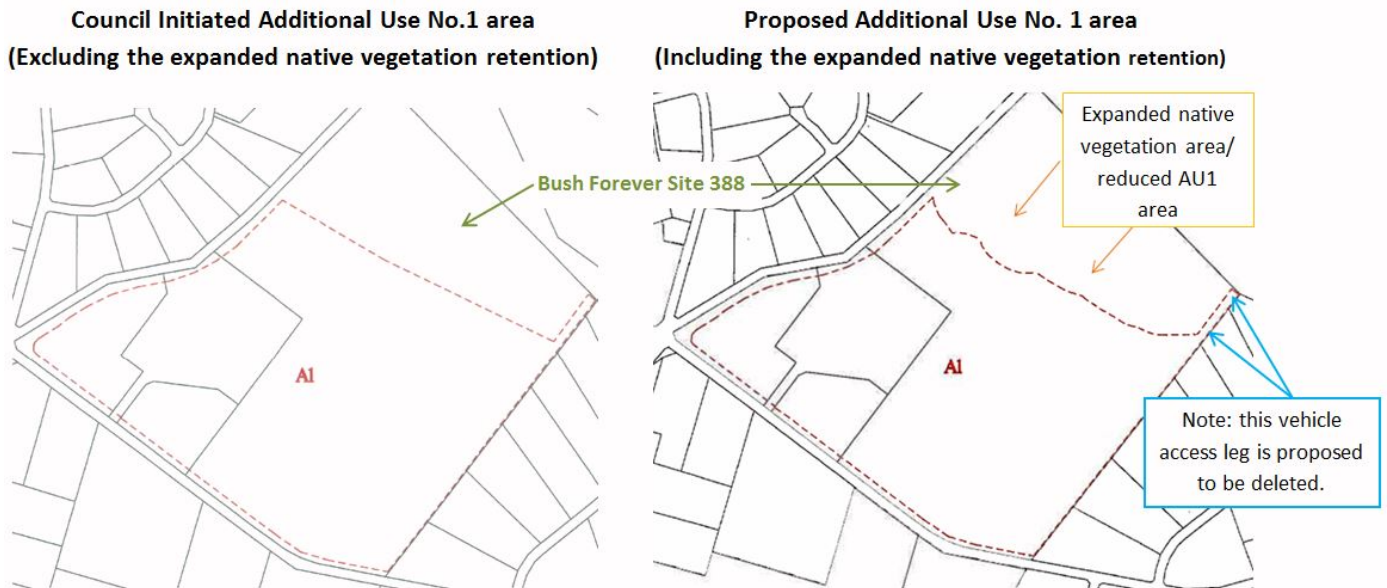 Council Initiated Additional Use No.1 area
(Excluding the expanded native vegetation retention)
Proposed Additional Use No. 1 area
(Including the expanded native vegetation retention)
Expanded native
vegetation area/
reduced AU1
area
Bush Forever Site 388
A1
A1
Note: this vehicle
access leg is proposed
to be deleted.